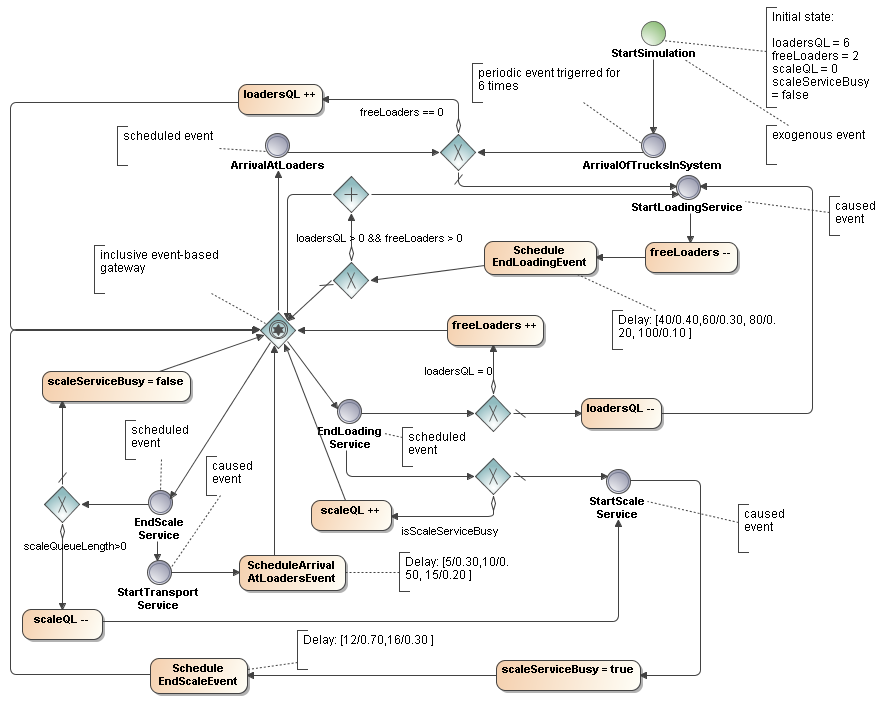 Initial state:
loadersQL = 6
freeLoaders = 2
scaleQL = 0
scaleServiceBusy
= false
StartSimulation
periodic event trigerred for
6 times
loadersQL ++
freeLoaders == 0
exogenous event
scheduled event
ArrivalAtLoaders
ArrivalOfTrucksInSystem
StartLoadingService
caused
event
loadersQL > 0 && freeLoaders > 0
Schedule
EndLoadingEvent
freeLoaders --
inclusive event-based
gateway
Delay: [40/0.40,60/0.30, 80/0.
20, 100/0.10 ]
freeLoaders ++
loadersQL = 0
scaleServiceBusy = false
loadersQL --
EndLoading
Service
scheduled
event
scheduled
event
caused
event
StartScale
Service
scaleQL ++
isScaleServiceBusy
caused
event
EndScale
Service
scaleQueueLength>0
StartTransport
Service
ScheduleArrival
AtLoadersEvent
Delay: [5/0.30,10/0.
50, 15/0.20 ]
scaleQL --
Delay: [12/0.70,16/0.30 ]
Schedule
EndScaleEvent
scaleServiceBusy = true